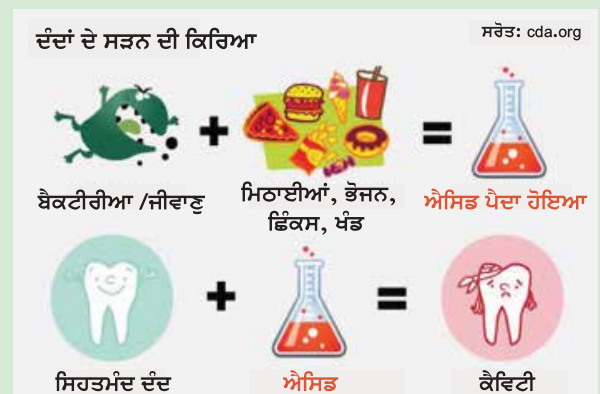 ਦੰਦਾਂ ਦੇ ਸੜਨ ਦੀ ਕਿਰਿਆ
ਸਰੋਤ: cda.org
ਬੈਕਟੀਰੀਆ /ਜੀਵਾਣੂ
ਮਿਠਾਈਆਂ, ਭੋਜਨ,
ਛਿੰਕਸ, ਖੰਡ
ਐਸਿਡ ਪੈਦਾ ਹੋਇਆ
ਸਿਹਤਮੰਦ ਦੰਦ
ਐਸਿਡ
ਕੈਵਿਟੀ